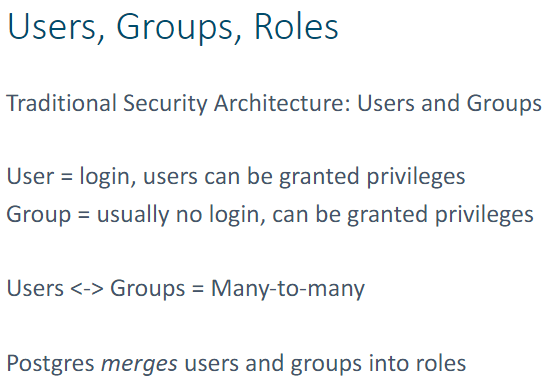 Users, Groups, Roles
Traditional Security Architecture: Users and Groups
User = login, users can be granted privileges
Group = usually no login, can be granted privileges
Users <-> Groups = Many-to-many
Postgres merges users and groups into roles